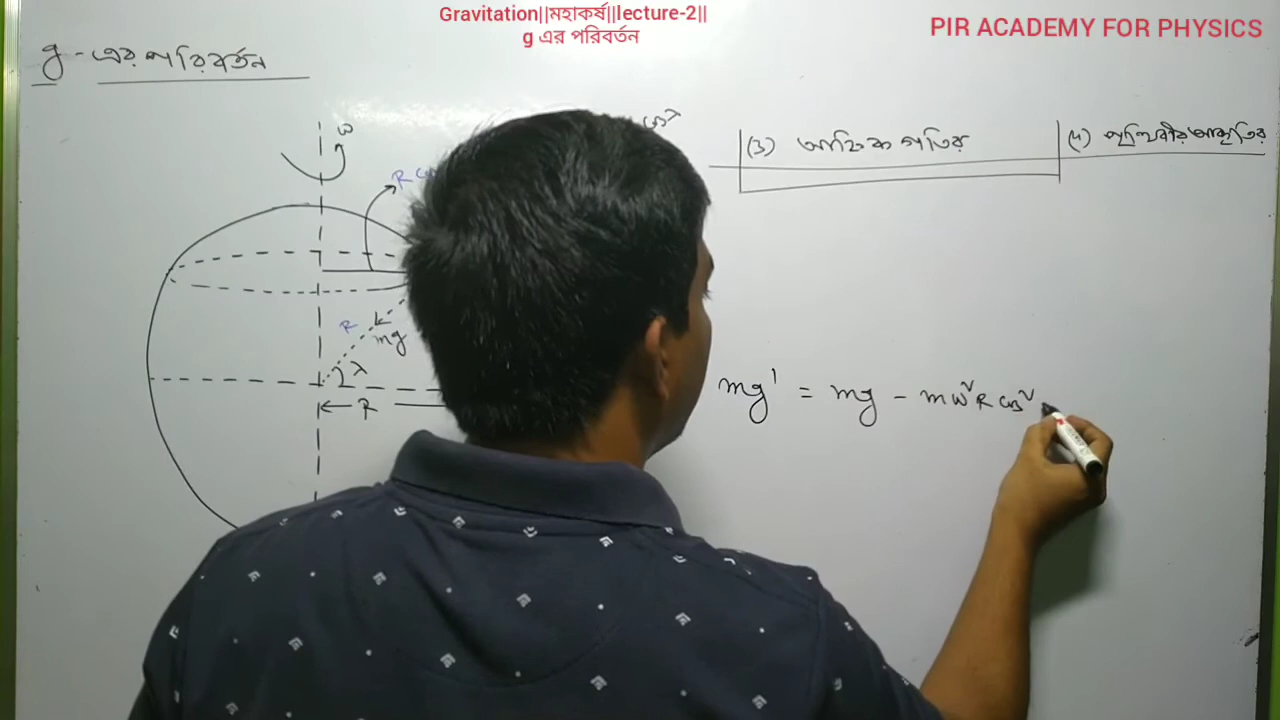 Gravitation||মহাকর্ষ||lecture-2||
g এর পরিবর্তন
PIR ACADEMY FOR PHYSICS
g - এর পরিবর্তন
(3) আহ্নিক গতির
পৃথিবীর আকৃতির
ω
R
mg
λ
R
cosλ
mg' = mg - mω²R cos²